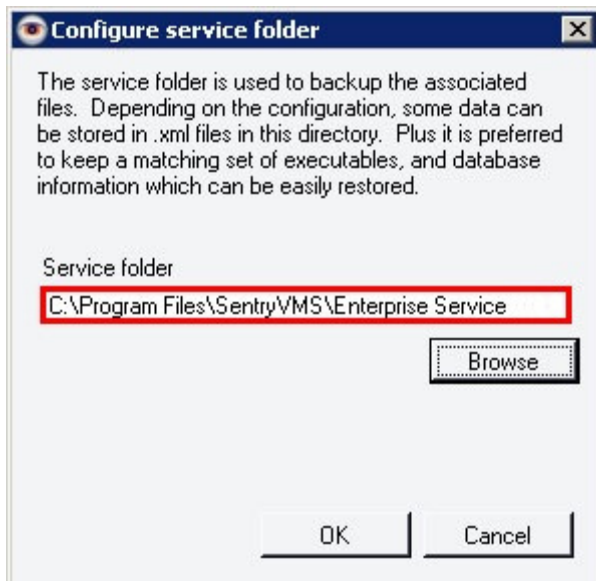 Configure service folder
The service folder is used to backup the associated
files.  Depending on the configuration, some data can
be stored in .xml files in this directory.  Plus it is preferred
to keep a matching set of executables, and database
information which can be easily restored.
Service folder
C:\Program Files\SentryVMS\Enterprise Service
Browse
OK
Cancel